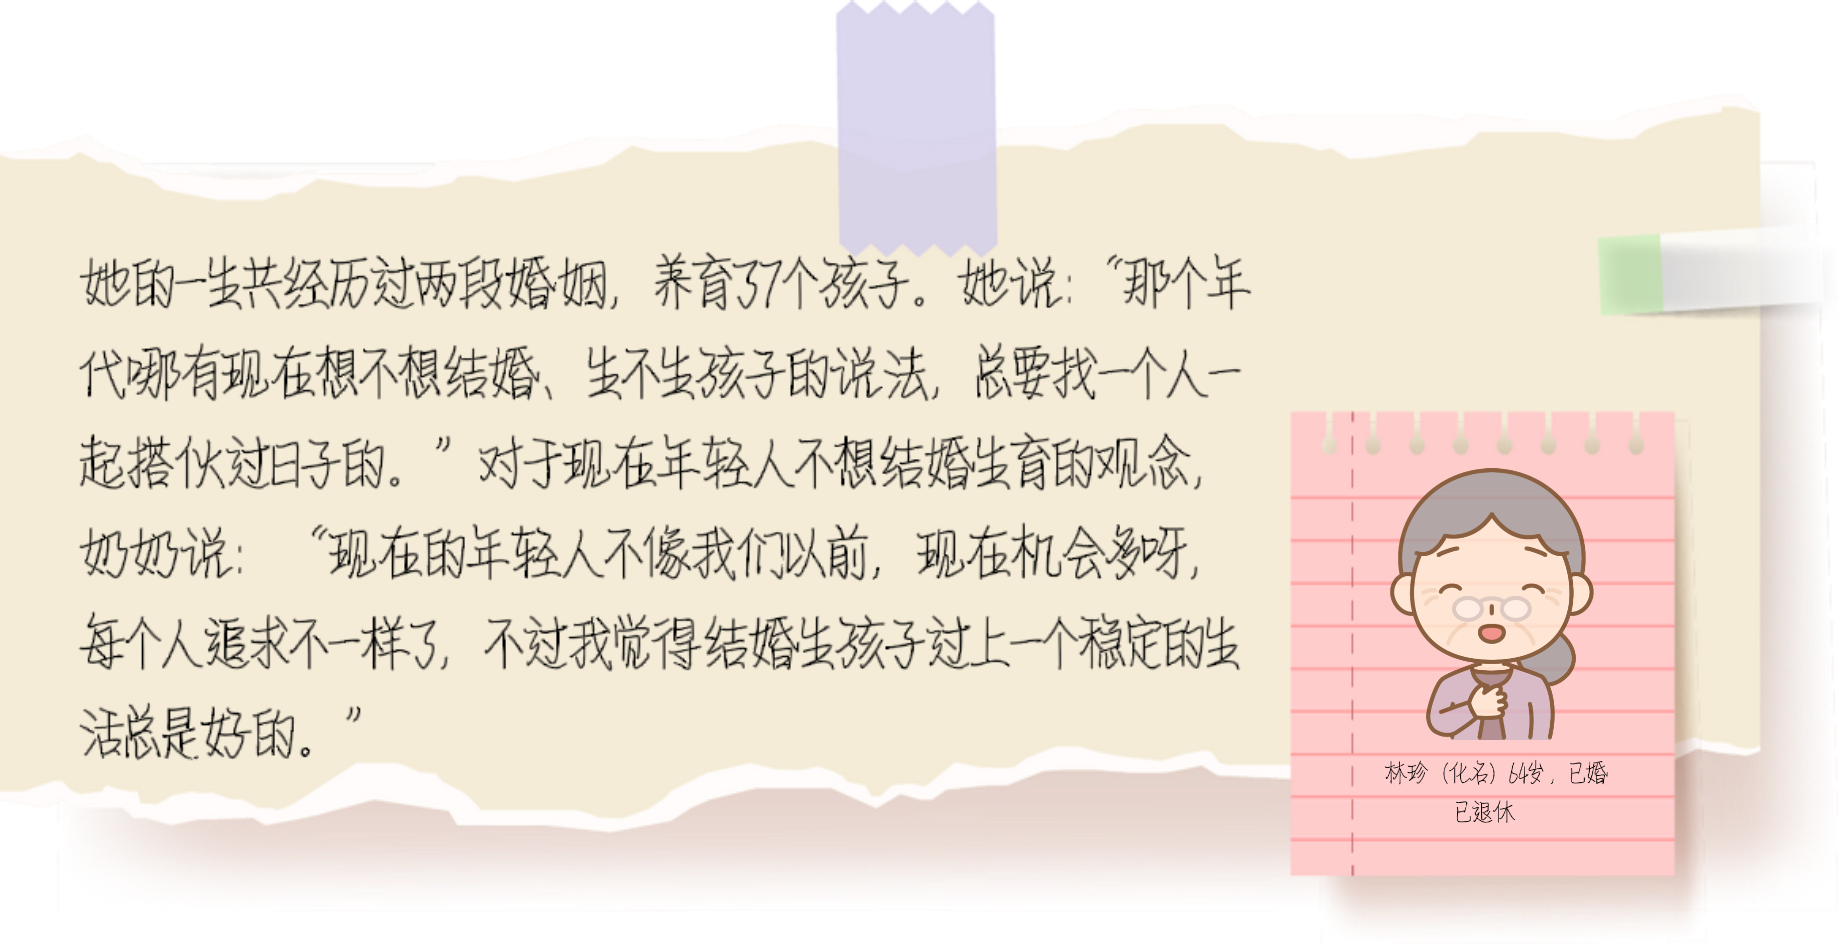 她的一生共经历过两段婚姻，养育了7个孩子。她说：“那个年
代哪有现在想不想结婚、生不生孩子的说法，总要找一个人一
起搭伙过日子的。”对于现在年轻人不想结婚生育的观念，
奶奶说：　“现在的年轻人不像我们以前，现在机会多呀，
每个人追求不一样了，不过我觉得结婚生孩子过上一个稳定的生
活总是好的。”
林珍（化名）64岁，已婚
已退休